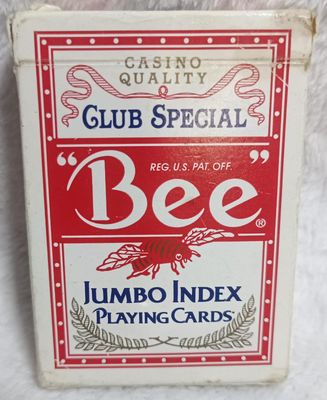 CASINO
QUALITY
CLUB SPECIAL
REG. U.S. PAT. OFF.
"Bee"®
JUMBO INDEX
PLAYING CARDS